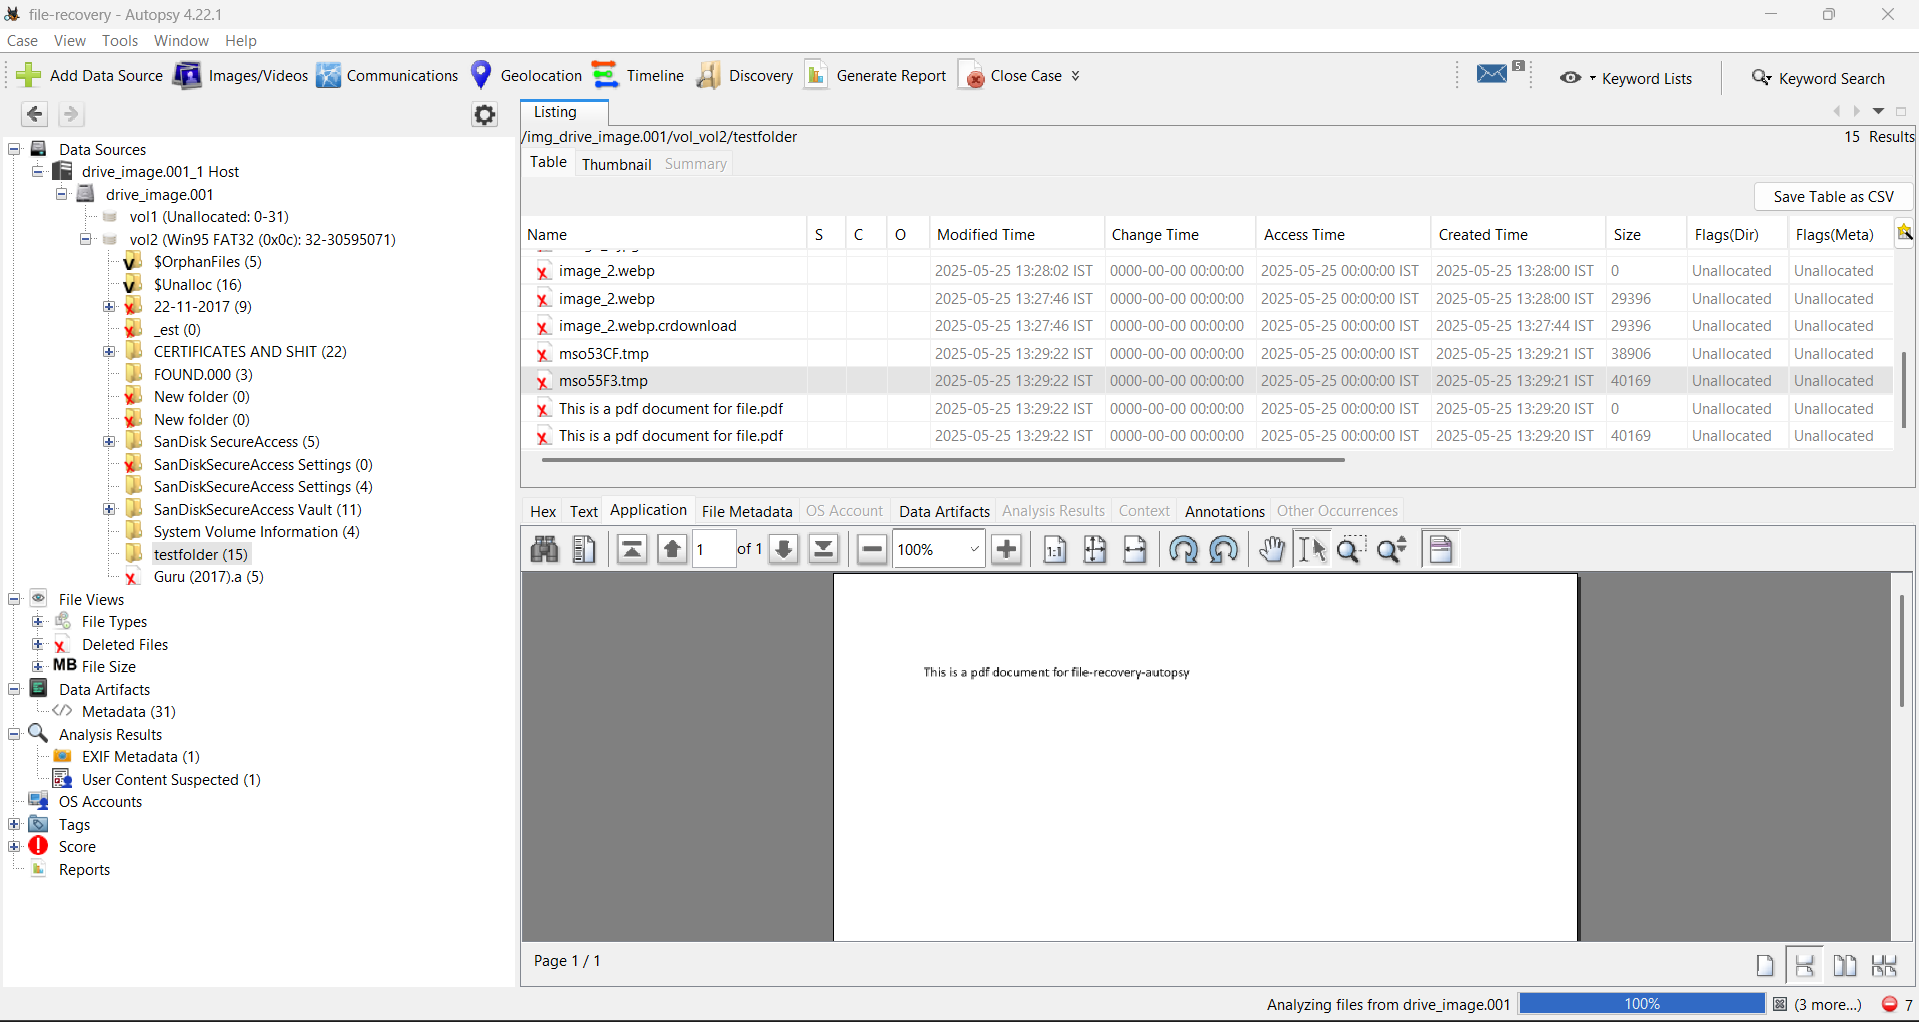 file-recovery - Autopsy 4.22.1
Case View Tools Window Help
Add Data Source Images/Videos Communications Geolocation Timeline Discovery Generate Report Close Case 5 Keyword Lists Keyword Search
Data Sources
drive_image.001_1 Host
drive_image.001
vol1 (Unallocated: 0-31)
vol2 (Win95 FAT32 (0x0c): 32-30595071)
$OrphanFiles (5)
$Unalloc (16)
22-11-2017 (9)
_est (0)
CERTIFICATES AND SHIT (22)
FOUND.000 (3)
New folder (0)
New folder (0)
SanDisk SecureAccess (5)
SanDiskSecureAccess Settings (0)
SanDiskSecureAccess Settings (4)
SanDiskSecureAccess Vault (11)
System Volume Information (4)
testfolder (15)
Guru (2017).a (5)
File Views
File Types
Deleted Files
MB File Size
Data Artifacts
Metadata (31)
Analysis Results
EXIF Metadata (1)
User Content Suspected (1)
OS Accounts
Tags
Score
Reports
Listing
/img_drive_image.001/vol_vol2/testfolder
15 Results
Table Thumbnail Summary
Save Table as CSV
Name S C O Modified Time Change Time Access Time Created Time Size Flags(Dir) Flags(Meta)
image_2.webp 2025-05-25 13:28:02 IST 0000-00-00 00:00:00 2025-05-25 00:00:00 IST 2025-05-25 13:28:00 IST 0 Unallocated Unallocated
image_2.webp 2025-05-25 13:27:46 IST 0000-00-00 00:00:00 2025-05-25 00:00:00 IST 2025-05-25 13:28:00 IST 29396 Unallocated Unallocated
image_2.webp.crdownload 2025-05-25 13:27:46 IST 0000-00-00 00:00:00 2025-05-25 00:00:00 IST 2025-05-25 13:27:44 IST 29396 Unallocated Unallocated
mso53CF.tmp 2025-05-25 13:29:22 IST 0000-00-00 00:00:00 2025-05-25 00:00:00 IST 2025-05-25 13:29:21 IST 38906 Unallocated Unallocated
mso55F3.tmp 2025-05-25 13:29:22 IST 0000-00-00 00:00:00 2025-05-25 00:00:00 IST 2025-05-25 13:29:21 IST 40169 Unallocated Unallocated
This is a pdf document for file.pdf 2025-05-25 13:29:22 IST 0000-00-00 00:00:00 2025-05-25 00:00:00 IST 2025-05-25 13:29:20 IST 0 Unallocated Unallocated
This is a pdf document for file.pdf 2025-05-25 13:29:22 IST 0000-00-00 00:00:00 2025-05-25 00:00:00 IST 2025-05-25 13:29:20 IST 40169 Unallocated Unallocated
Hex Text Application File Metadata OS Account Data Artifacts Analysis Results Context Annotations Other Occurrences
1 of 1 100% 1:1
This is a pdf document for file-recovery-autopsy
Page 1 / 1
Analyzing files from drive_image.001 100% (3 more...) 7